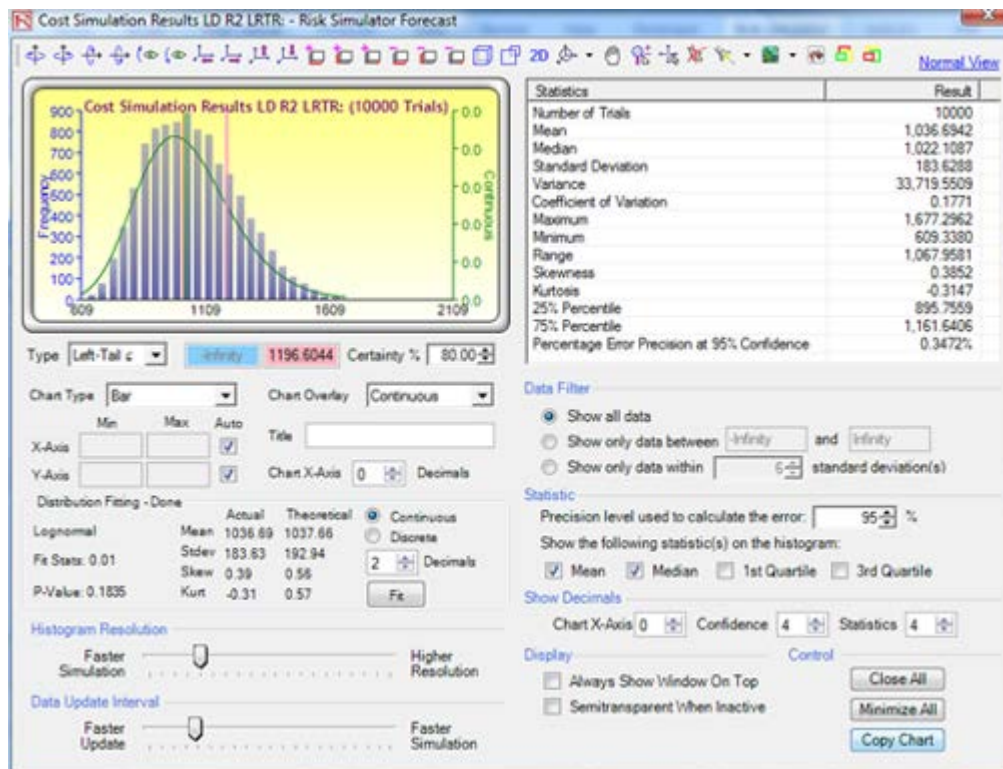 Cost Simulation Results LD R2 LRTR: - Risk Simulator Forecast
2D
Normal View
Cost Simulation Results LD R2 LRTR: (10000 Trials)
900
800
700
600
500
400
300
200
100
0
Frequency
0.0
0.0
0.0
0.0
Continuous
609 1109 1609 2109
Statistics Result
Number of Trials 10000
Mean 1,036.6942
Median 1,022.1087
Standard Deviation 183.6288
Variance 33,719.5509
Coefficient of Variation 0.1771
Maximum 1,677.2962
Minimum 609.3380
Range 1,067.9581
Skewness 0.3852
Kurtosis -0.3147
25% Percentile 895.7559
75% Percentile 1,161.6406
Percentage Error Precision at 95% Confidence 0.3472%
Type Left-Tail -Infinity 1196.6044 Certainty % 80.00
Chart Type Bar Chart Overlay Continuous
Min Max Auto
X-Axis Title
Y-Axis Chart X-Axis 0 Decimals
Distribution Fitting - Done
Actual Theoretical Continuous
Lognormal Mean 1036.69 1037.66 Discrete
Fit Stats: 0.01 Stdev 183.63 192.94 2 Decimals
Skew 0.39 0.56
P-Value: 0.1835 Kurt -0.31 0.57 Fit
Histogram Resolution
Faster Simulation Higher Resolution
Data Update Interval
Faster Update Faster Simulation
Data Filter
Show all data
Show only data between -Infinity and Infinity
Show only data within 6 standard deviation(s)
Statistic
Precision level used to calculate the error: 95 %
Show the following statistic(s) on the histogram:
Mean Median 1st Quartile 3rd Quartile
Show Decimals
Chart X-Axis 0 Confidence 4 Statistics 4
Display Control
Always Show Window On Top Close All
Semitransparent When Inactive Minimize All
Copy Chart